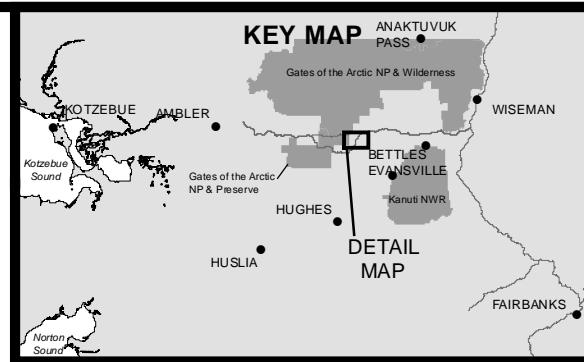 KEY MAP
ANAKTUVUK
PASS
Gates of the Arctic NP & Wilderness
KOTZEBUE
AMBLER
WISEMAN
Kotzebue
Sound
BETTLES
EVANSVILLE
Gates of the Arctic
NP & Preserve
Kanuti NWR
HUGHES
DETAIL
MAP
HUSLIA
FAIRBANKS
Norton
Sound